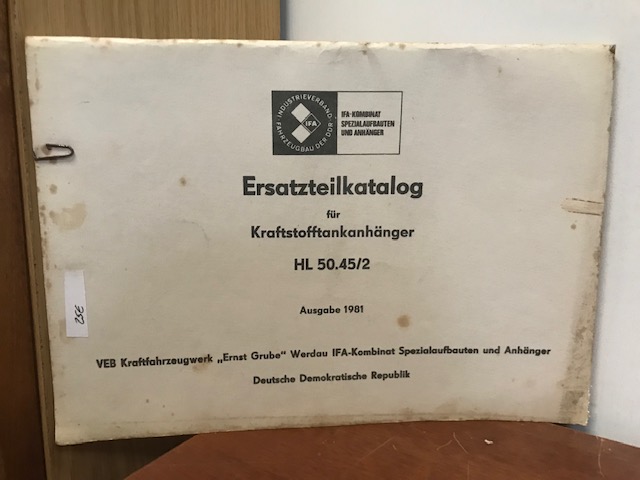 INDUSTRIEVERBAND
FAHRZEUGBAU DER DDR
IFA
IFA-KOMBINAT
SPEZIALAUFBAUTEN
UND ANHÄNGER
Ersatzteilkatalog
für
Kraftstofftankanhänger
HL 50.45/2
Ausgabe 1981
VEB Kraftfahrzeugwerk „Ernst Grube" Werdau IFA-Kombinat Spezialaufbauten und Anhänger
Deutsche Demokratische Republik
25€